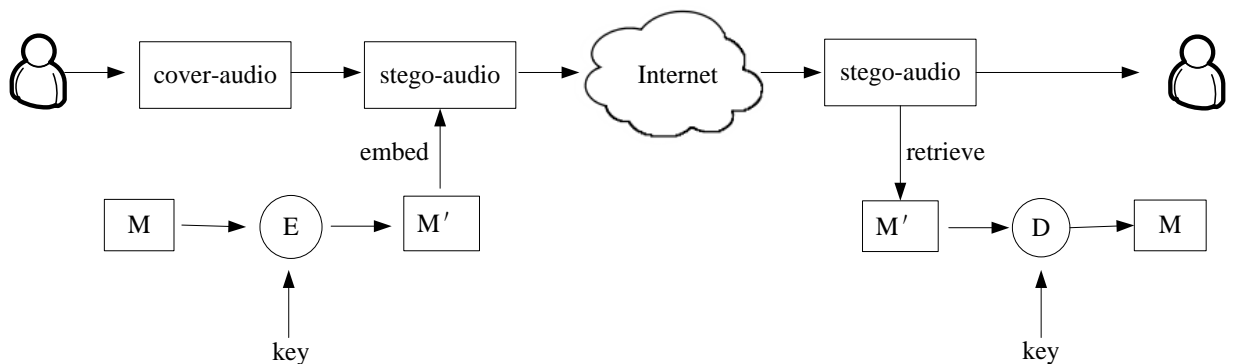 cover-audio
stego-audio
Internet
stego-audio
embed
retrieve
M
E
M′
M′
D
M
key
key